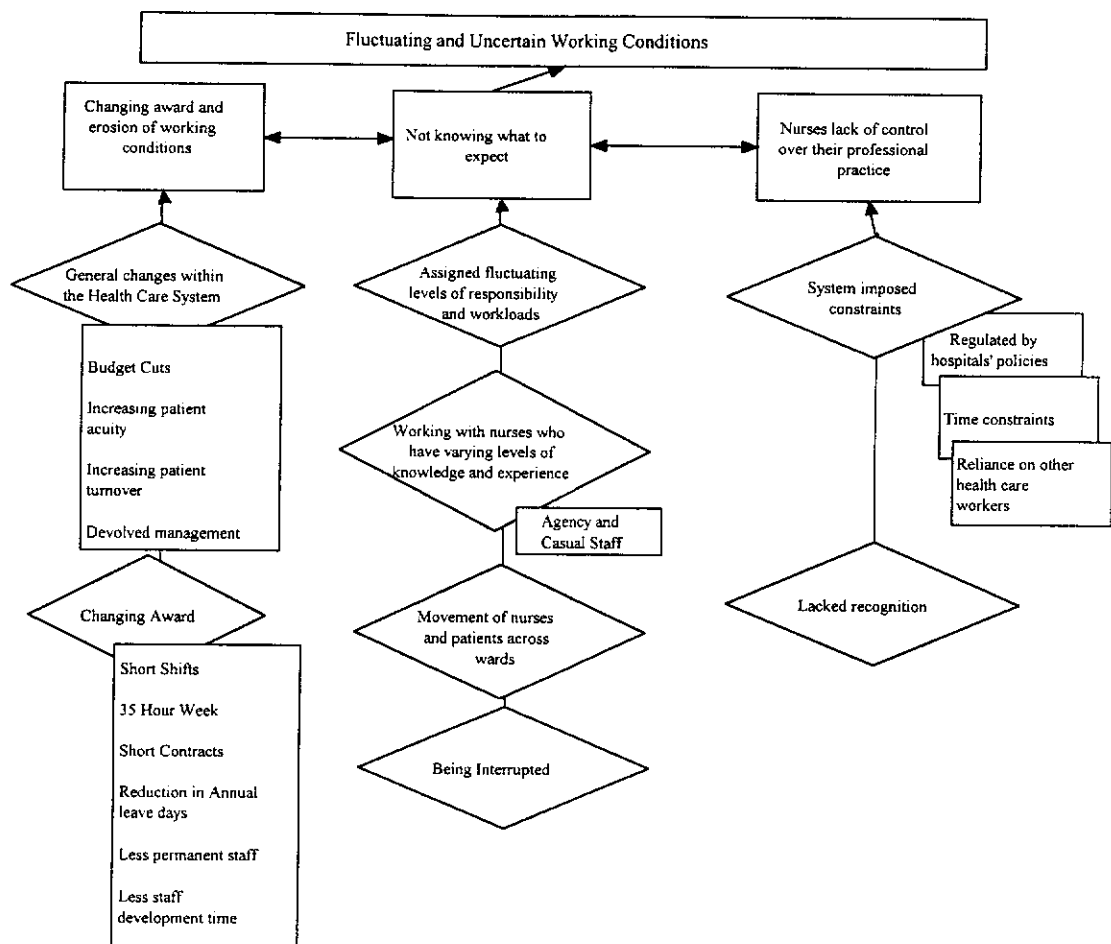 Fluctuating and Uncertain Working Conditions
Changing award and
erosion of working
conditions
Not knowing what to
expect
Nurses lack of control
over their professional
practice
General changes within
the Health Care System
Budget Cuts
Increasing patient
acuity
Increasing patient
turnover
Devolved management
Changing Award
Short Shifts
35 Hour Week
Short Contracts
Reduction in Annual
leave days
Less permanent staff
Less staff
development time
Assigned fluctuating
levels of responsibility
and workloads
Working with nurses who
have varying levels of
knowledge and experience
Agency and
Casual Staff
Movement of nurses
and patients across
wards
Being Interrupted
System imposed
constraints
Regulated by
hospitals' policies
Time constraints
Reliance on other
health care
workers
Lacked recognition